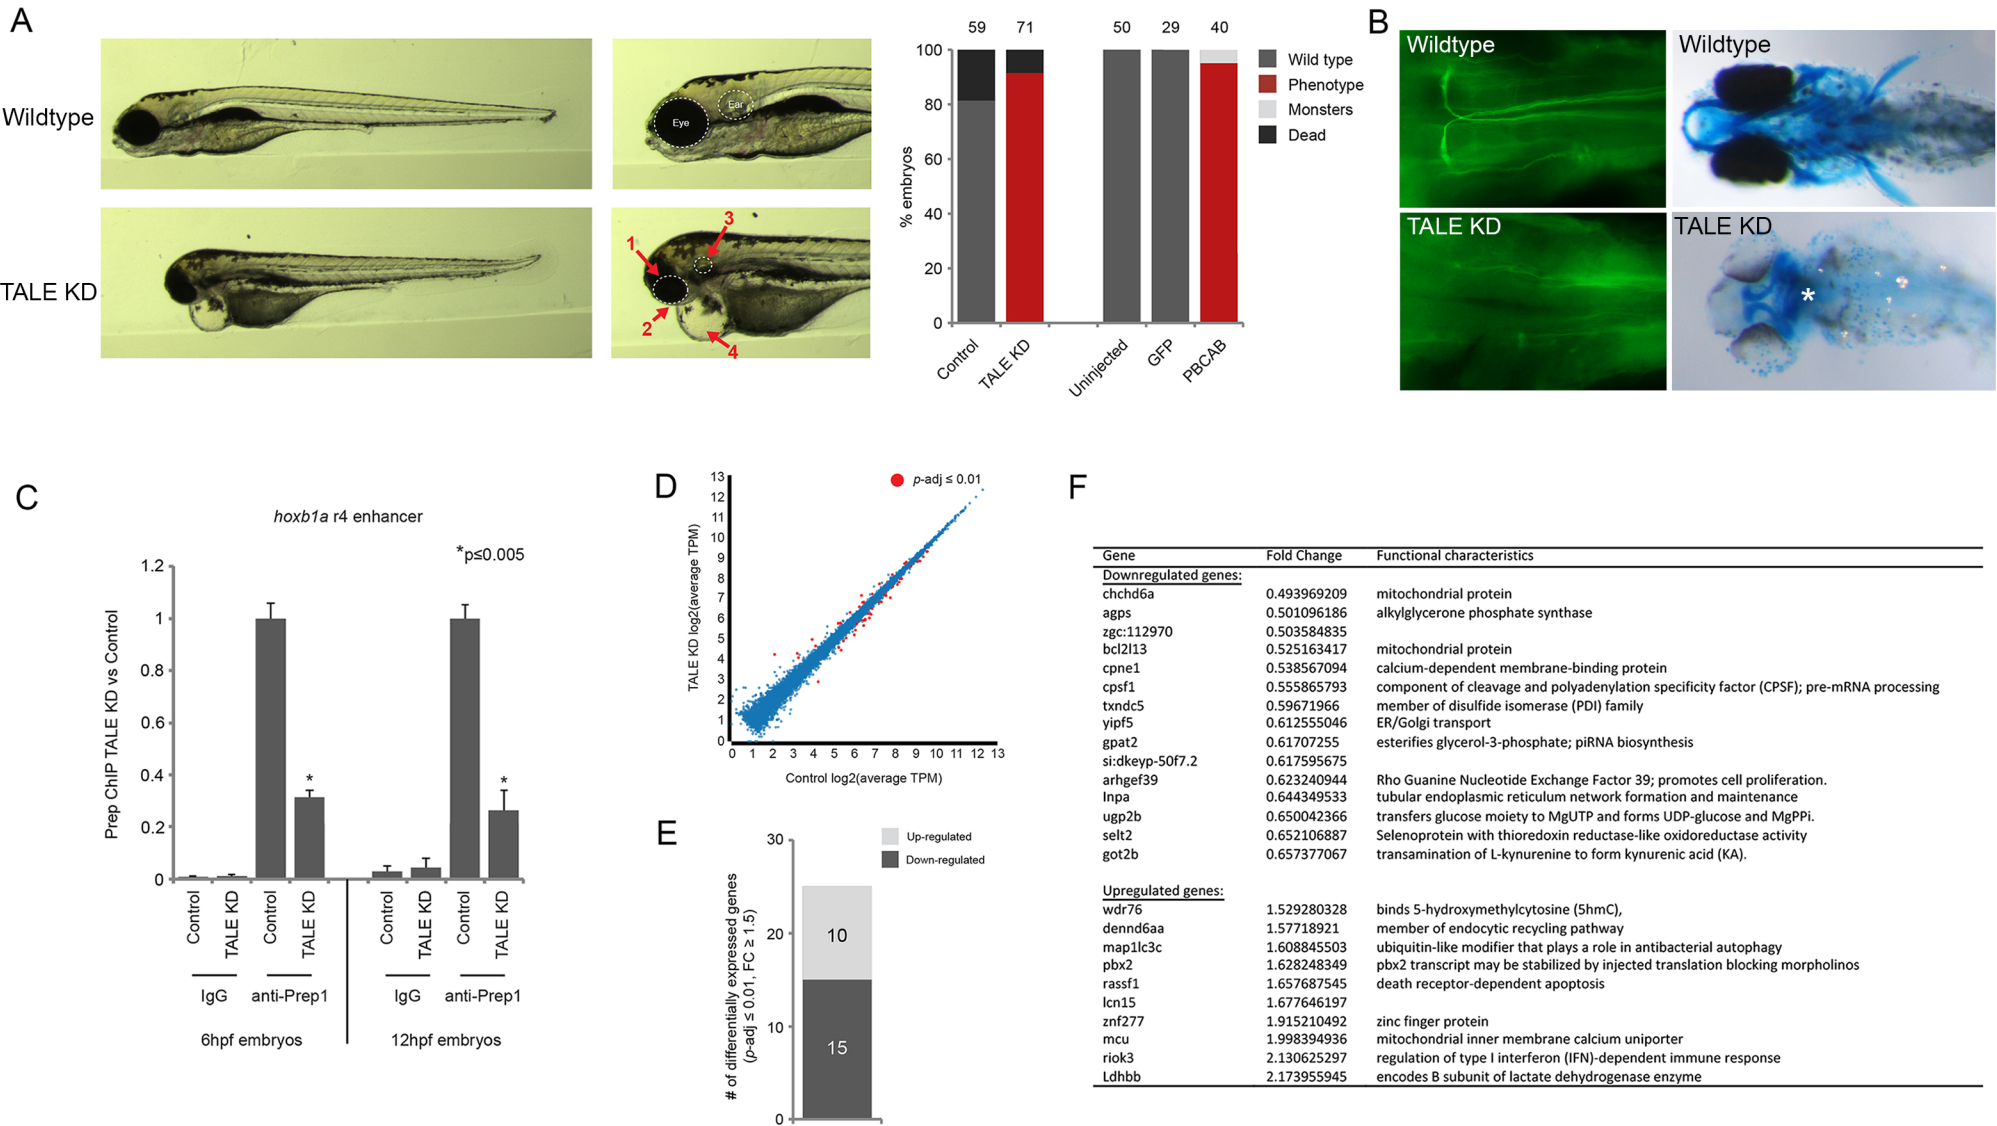 A
Wildtype
TALE KD
Eye
Ear
1
2
3
4
59 71 50 29 40
100
80
60
40
20
0
% embryos
Control
TALE KD
Uninjected
GFP
PBCAB
Wild type
Phenotype
Monsters
Dead
B
Wildtype
Wildtype
TALE KD
TALE KD
*
C
hoxb1a r4 enhancer
*p≤0.005
Prep ChIP TALE KD vs Control
1.2
1
0.8
0.6
0.4
0.2
0
*
*
Control
TALE KD
Control
TALE KD
Control
TALE KD
Control
TALE KD
IgG
anti-Prep1
IgG
anti-Prep1
6hpf embryos
12hpf embryos
D
p-adj ≤ 0.01
TALE KD log2(average TPM)
13
12
11
10
9
8
7
6
5
4
3
2
1
0
0 1 2 3 4 5 6 7 8 9 10 11 12 13
Control log2(average TPM)
E
Up-regulated
Down-regulated
# of differentially expressed genes
(p-adj ≤ 0.01, FC ≥ 1.5)
30
20
10
0
10
15
F
Gene Fold Change Functional characteristics
Downregulated genes:
chchd6a 0.493969209 mitochondrial protein
agps 0.501096186 alkylglycerone phosphate synthase
zgc:112970 0.503584835
bcl2l13 0.525163417 mitochondrial protein
cpne1 0.538567094 calcium-dependent membrane-binding protein
cpsf1 0.555865793 component of cleavage and polyadenylation specificity factor (CPSF); pre-mRNA processing
txndc5 0.59671966 member of disulfide isomerase (PDI) family
yipf5 0.612555046 ER/Golgi transport
gpat2 0.61707255 esterifies glycerol-3-phosphate; piRNA biosynthesis
si:dkeyp-50f7.2 0.617595675
arhgef39 0.623240944 Rho Guanine Nucleotide Exchange Factor 39; promotes cell proliferation.
lnpa 0.644349533 tubular endoplasmic reticulum network formation and maintenance
ugp2b 0.650042366 transfers glucose moiety to MgUTP and forms UDP-glucose and MgPPi.
selt2 0.652106887 Selenoprotein with thioredoxin reductase-like oxidoreductase activity
got2b 0.657377067 transamination of L-kynurenine to form kynurenic acid (KA).
Upregulated genes:
wdr76 1.529280328 binds 5-hydroxymethylcytosine (5hmC),
dennd6aa 1.57718921 member of endocytic recycling pathway
map1lc3c 1.608845503 ubiquitin-like modifier that plays a role in antibacterial autophagy
pbx2 1.628248349 pbx2 transcript may be stabilized by injected translation blocking morpholinos
rassf1 1.657687545 death receptor-dependent apoptosis
lcn15 1.677646197
znf277 1.915210492 zinc finger protein
mcu 1.998394936 mitochondrial inner membrane calcium uniporter
riok3 2.130625297 regulation of type I interferon (IFN)-dependent immune response
Ldhbb 2.173955945 encodes B subunit of lactate dehydrogenase enzyme